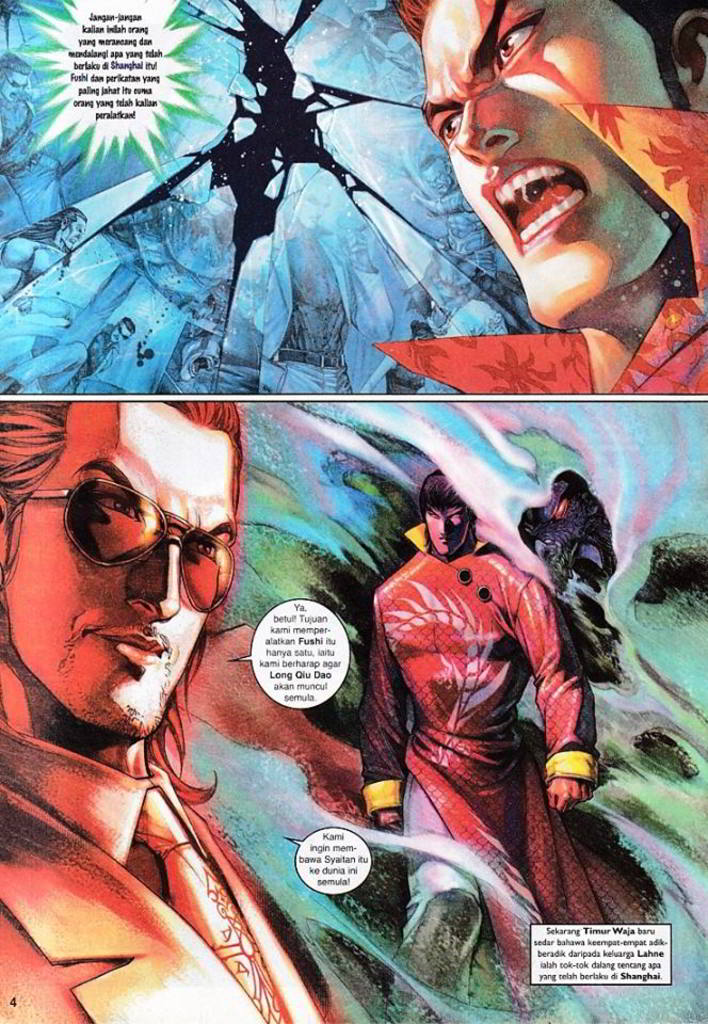 Jangan-jangan
kalian inilah orang
yang merancang dan
mendalangi apa yang telah
berlaku di Shanghai itu!
Fushi dan perikatan yang
paling jahat itu cuma
orang yang telah kalian
peralatkan!
Ya,
betul! Tujuan
kami memper-
alatkan Fushi itu
hanya satu, iaitu
kami berharap agar
Long Qiu Dao
akan muncul
semula.
Kami
ingin mem-
bawa Syaitan itu
ke dunia ini
semula!
Sekarang Timur Waja baru
sedar bahawa keempat-empat adik-
beradik daripada keluarga Lahne
ialah tok-tok dalang tentang apa
yang telah berlaku di Shanghai.
4